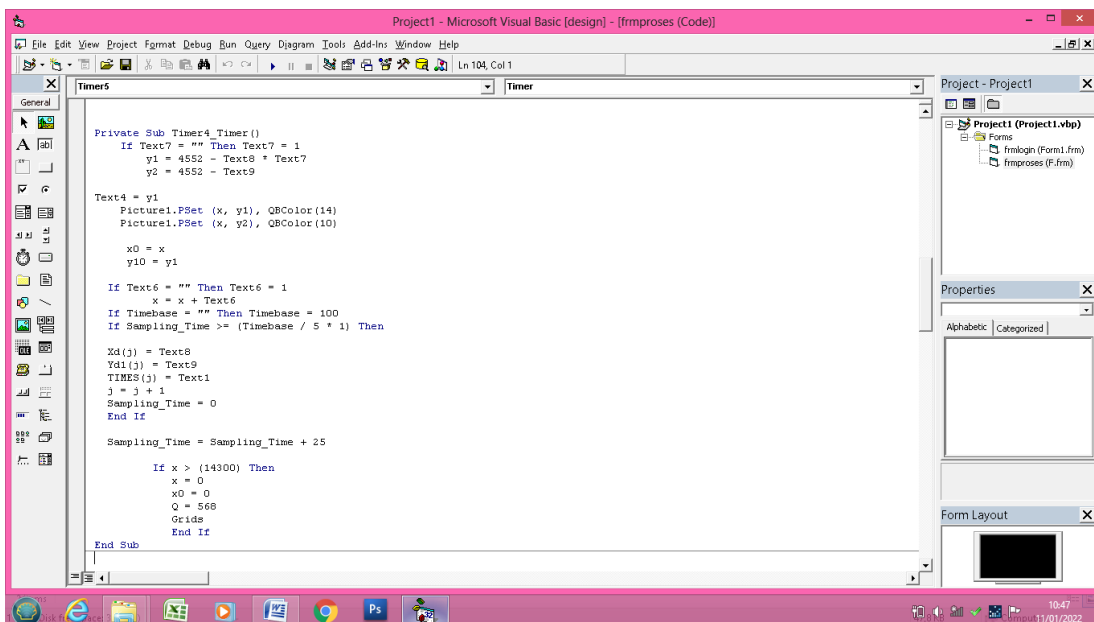 Project1 - Microsoft Visual Basic [design] - [frmproses (Code)]
File Edit View Project Format Debug Run Query Diagram Tools Add-Ins Window Help
Ln 104, Col 1
General
Timer5
Timer
Private Sub Timer4_Timer()
If Text7 = "" Then Text7 = 1
y1 = 4552 - Text8 * Text7
y2 = 4552 - Text9
Text4 = y1
Picture1.PSet (x, y1), QBColor(14)
Picture1.PSet (x, y2), QBColor(10)
x0 = x
y10 = y1
If Text6 = "" Then Text6 = 1
x = x + Text6
If Timebase = "" Then Timebase = 100
If Sampling_Time >= (Timebase / 5 * 1) Then
Xd(j) = Text8
Yd1(j) = Text9
TIMES(j) = Text1
j = j + 1
Sampling_Time = 0
End If
Sampling_Time = Sampling_Time + 25
If x > (14300) Then
x = 0
x0 = 0
Q = 568
Grids
End If
End Sub
Project - Project1
Project1 (Project1.vbp)
Forms
frmlogin (Form1.frm)
frmproses (F.frm)
Properties
Alphabetic
Categorized
Form Layout
10:47
11/01/2022